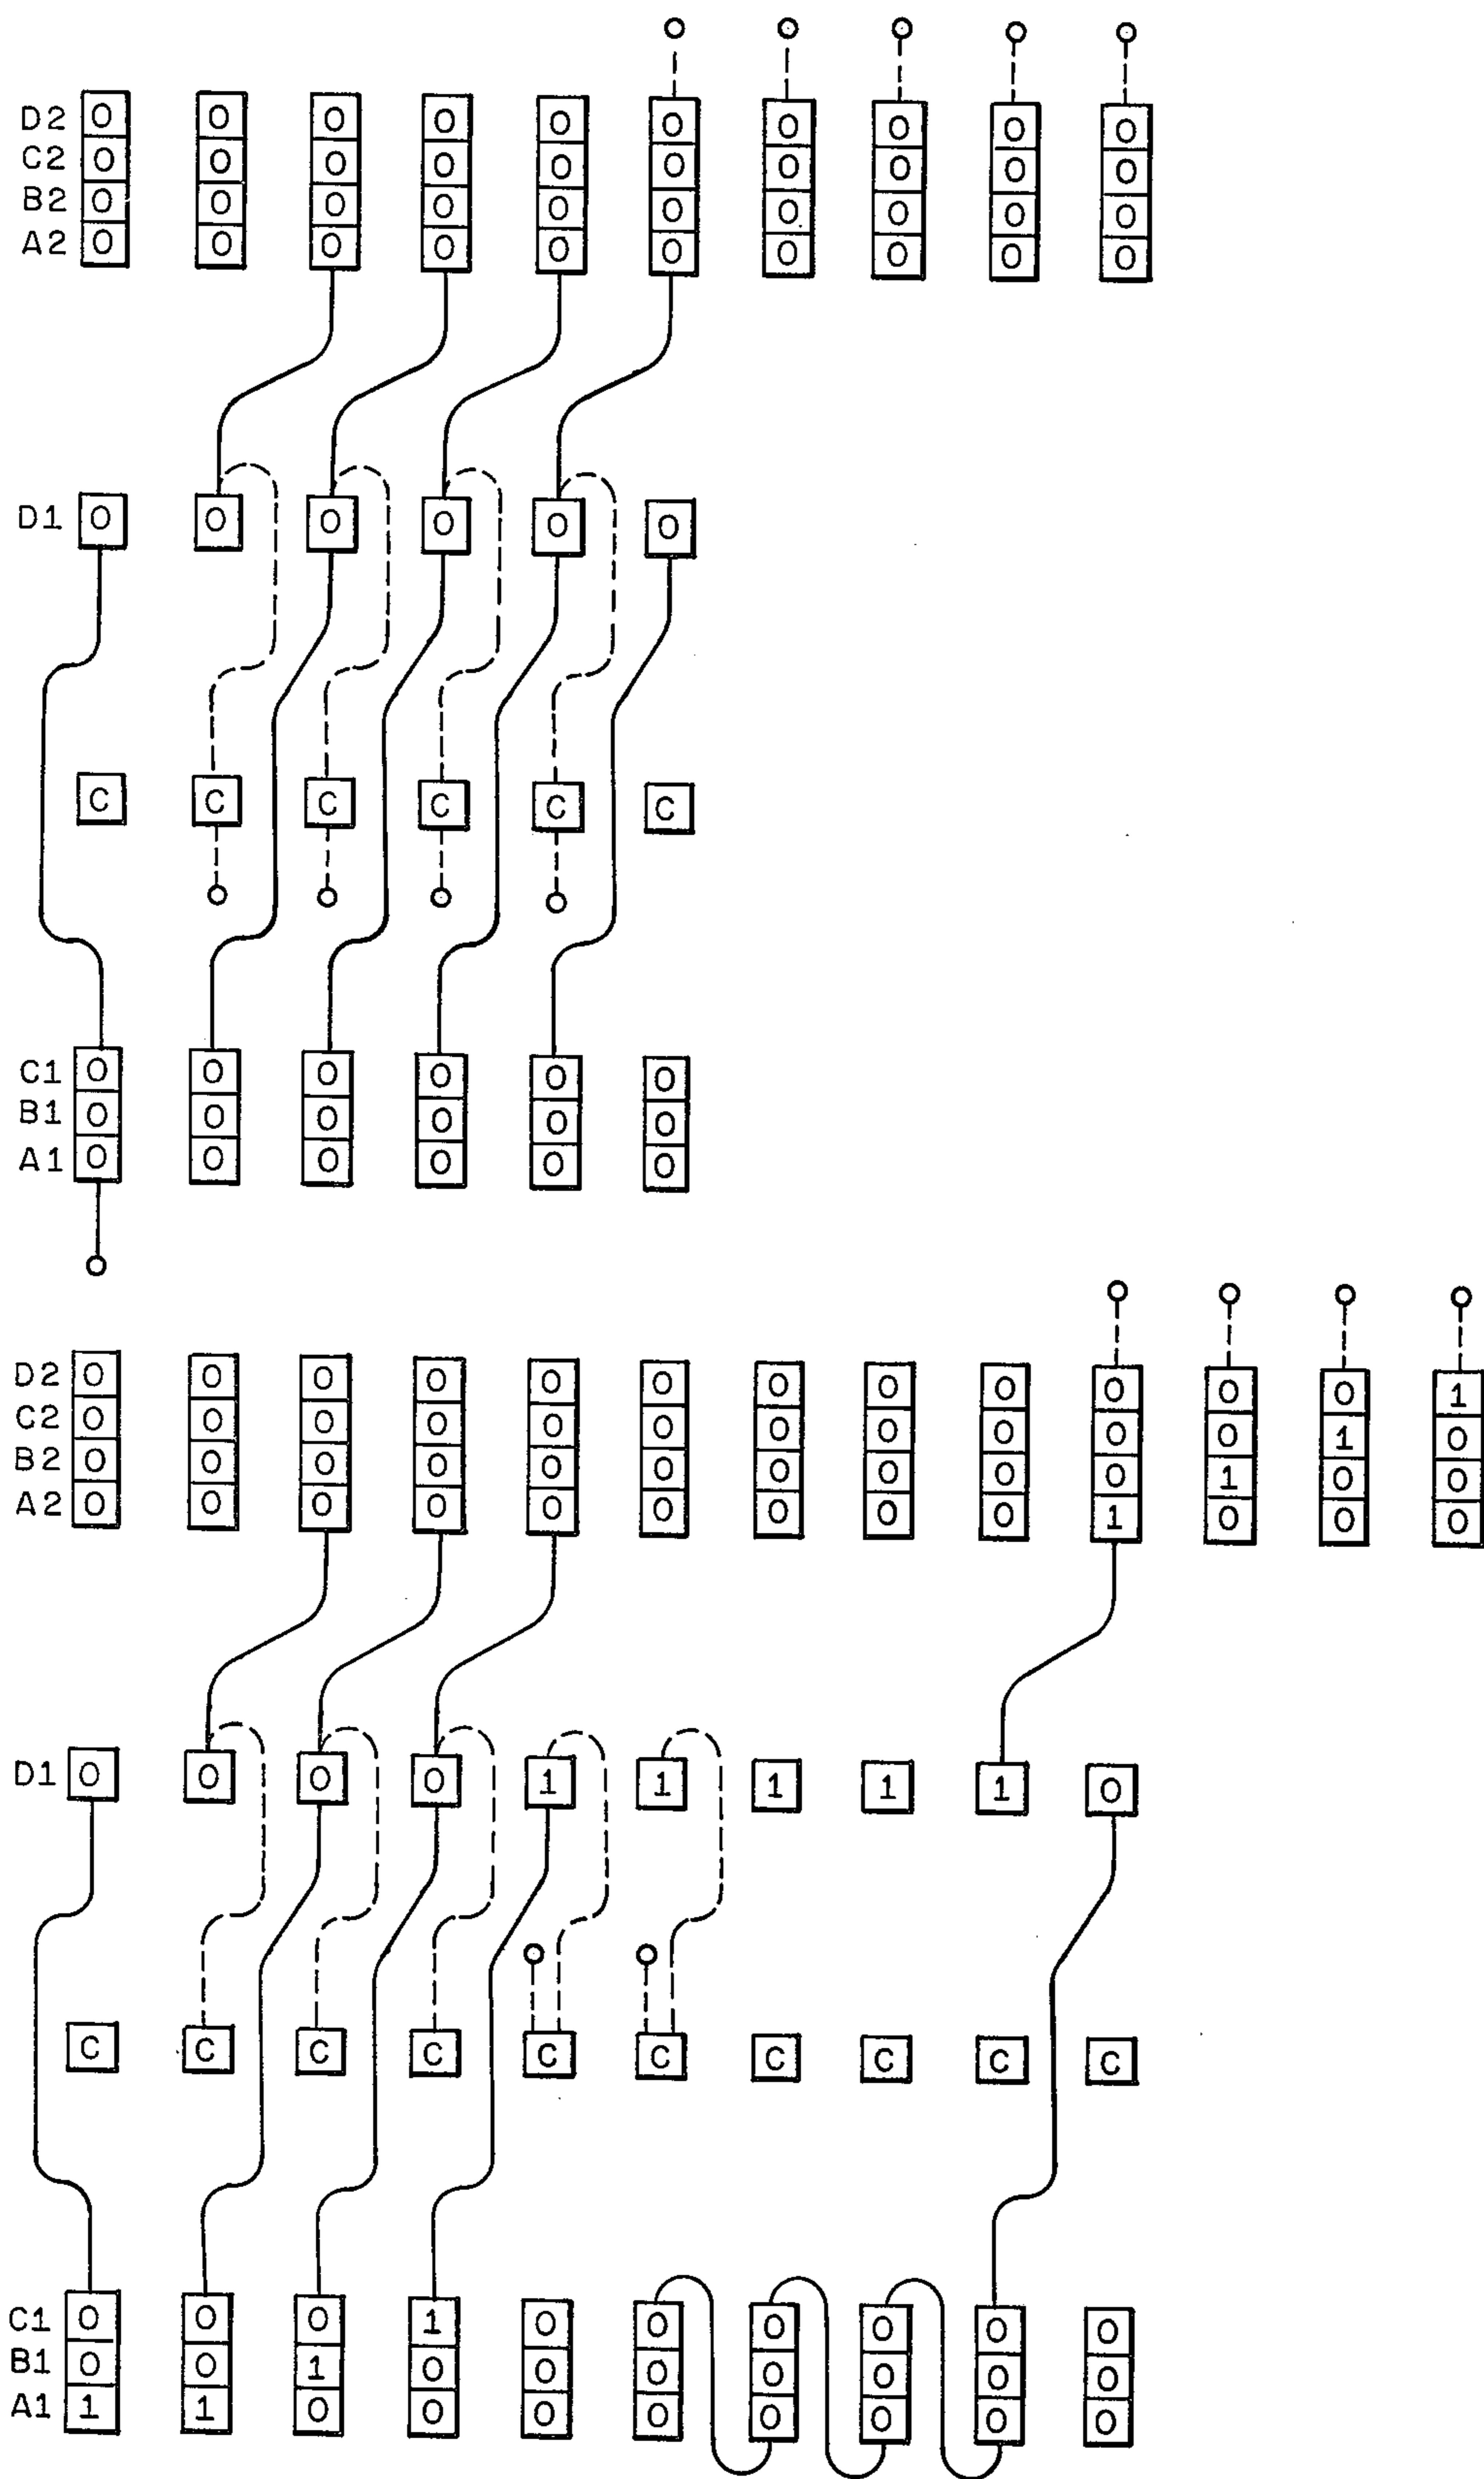 D2 0 0 0 0 0 0 0 0 0 0
C2 0 0 0 0 0 0 0 0 0 0
B2 0 0 0 0 0 0 0 0 0 0
A2 0 0 0 0 0 0 0 0 0 0
D1 0 0 0 0 0 0
C C C C C C
C1 0 0 0 0 0 0
B1 0 0 0 0 0 0
A1 0 0 0 0 0 0
D2 0 0 0 0 0 0 0 0 0 0 0 0 1
C2 0 0 0 0 0 0 0 0 0 0 0 1 0
B2 0 0 0 0 0 0 0 0 0 0 1 0 0
A2 0 0 0 0 0 0 0 0 0 1 0 0 0
D1 0 0 0 0 1 1 1 1 1 0
C C C C C C C C C C
C1 0 0 0 1 0 0 0 0 0 0
B1 0 0 1 0 0 0 0 0 0 0
A1 1 1 0 0 0 0 0 0 0 0